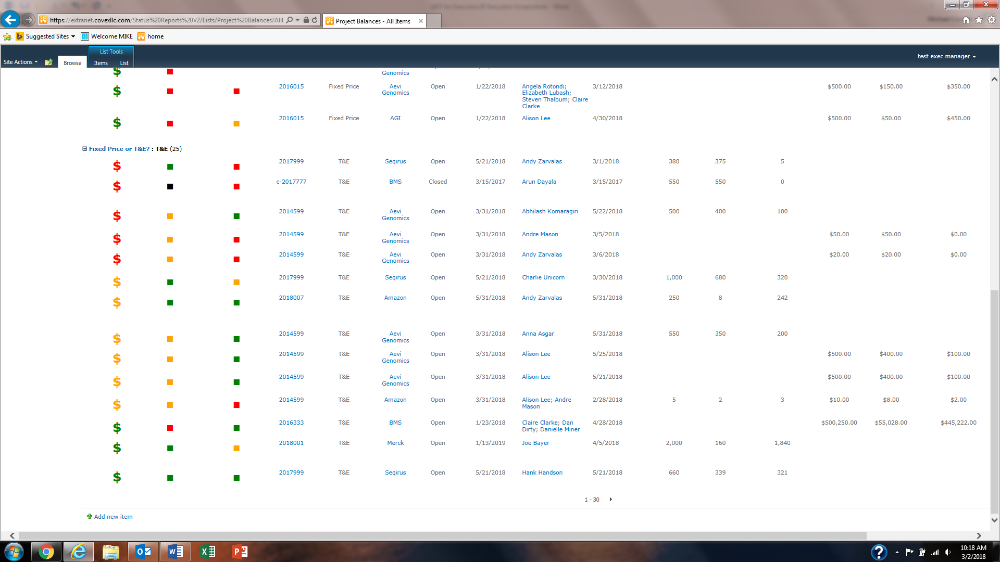 https://extranet.covexllc.com/Status%20Reports%20V2/Lists/Project%20Balances/AllI
Project Balances - All Items
Suggested Sites
Welcome MIKE
home
List Tools
test exec manager
Site Actions
Browse
Items
List
$ Genomics
$ 2016015 Fixed Price Aevi Open 1/22/2018 Angela Rotondi; 3/12/2018 $500.00 $150.00 $350.00
Genomics Elizabeth Lubash;
Steven Thalbum; Claire
Clarke
$ 2016015 Fixed Price AGI Open 1/22/2018 Alison Lee 4/30/2018 $500.00 $50.00 $450.00
Fixed Price or T&E? : T&E (25)
$ 2017999 T&E Seqirus Open 5/21/2018 Andy Zarvalas 3/1/2018 380 375 5
$ c-2017777 T&E BMS Closed 3/15/2017 Arun Dayala 3/15/2017 550 550 0
$ 2014599 T&E Aevi Open 3/31/2018 Abhilash Komaragiri 5/22/2018 500 400 100
Genomics
$ 2014599 T&E Aevi Open 3/31/2018 Andre Mason 3/5/2018 $50.00 $50.00 $0.00
Genomics
$ 2014599 T&E Aevi Open 3/31/2018 Andy Zarvalas 3/6/2018 $20.00 $20.00 $0.00
Genomics
$ 2017999 T&E Seqirus Open 5/21/2018 Charlie Unicorn 3/30/2018 1,000 680 320
$ 2018007 T&E Amazon Open 5/31/2018 Andy Zarvalas 5/31/2018 250 8 242
$ 2014599 T&E Aevi Open 3/31/2018 Anna Asgar 5/31/2018 550 350 200
Genomics
$ 2014599 T&E Aevi Open 3/31/2018 Alison Lee 5/25/2018 $500.00 $400.00 $100.00
Genomics
$ 2014599 T&E Aevi Open 3/31/2018 Alison Lee 5/21/2018 $500.00 $400.00 $100.00
Genomics
$ 2014599 T&E Amazon Open 3/31/2018 Alison Lee; Andre 2/28/2018 5 2 3 $10.00 $8.00 $2.00
Mason
$ 2016333 T&E BMS Open 1/23/2018 Claire Clarke; Dan 4/28/2018 $500,250.00 $55,028.00 $445,222.00
Dirty; Danielle Miner
$ 2018001 T&E Merck Open 1/13/2019 Joe Bayer 4/5/2018 2,000 160 1,840
$ 2017999 T&E Seqirus Open 5/21/2018 Hank Handson 5/21/2018 660 339 321
1 - 30
Add new item
10:18 AM
3/2/2018